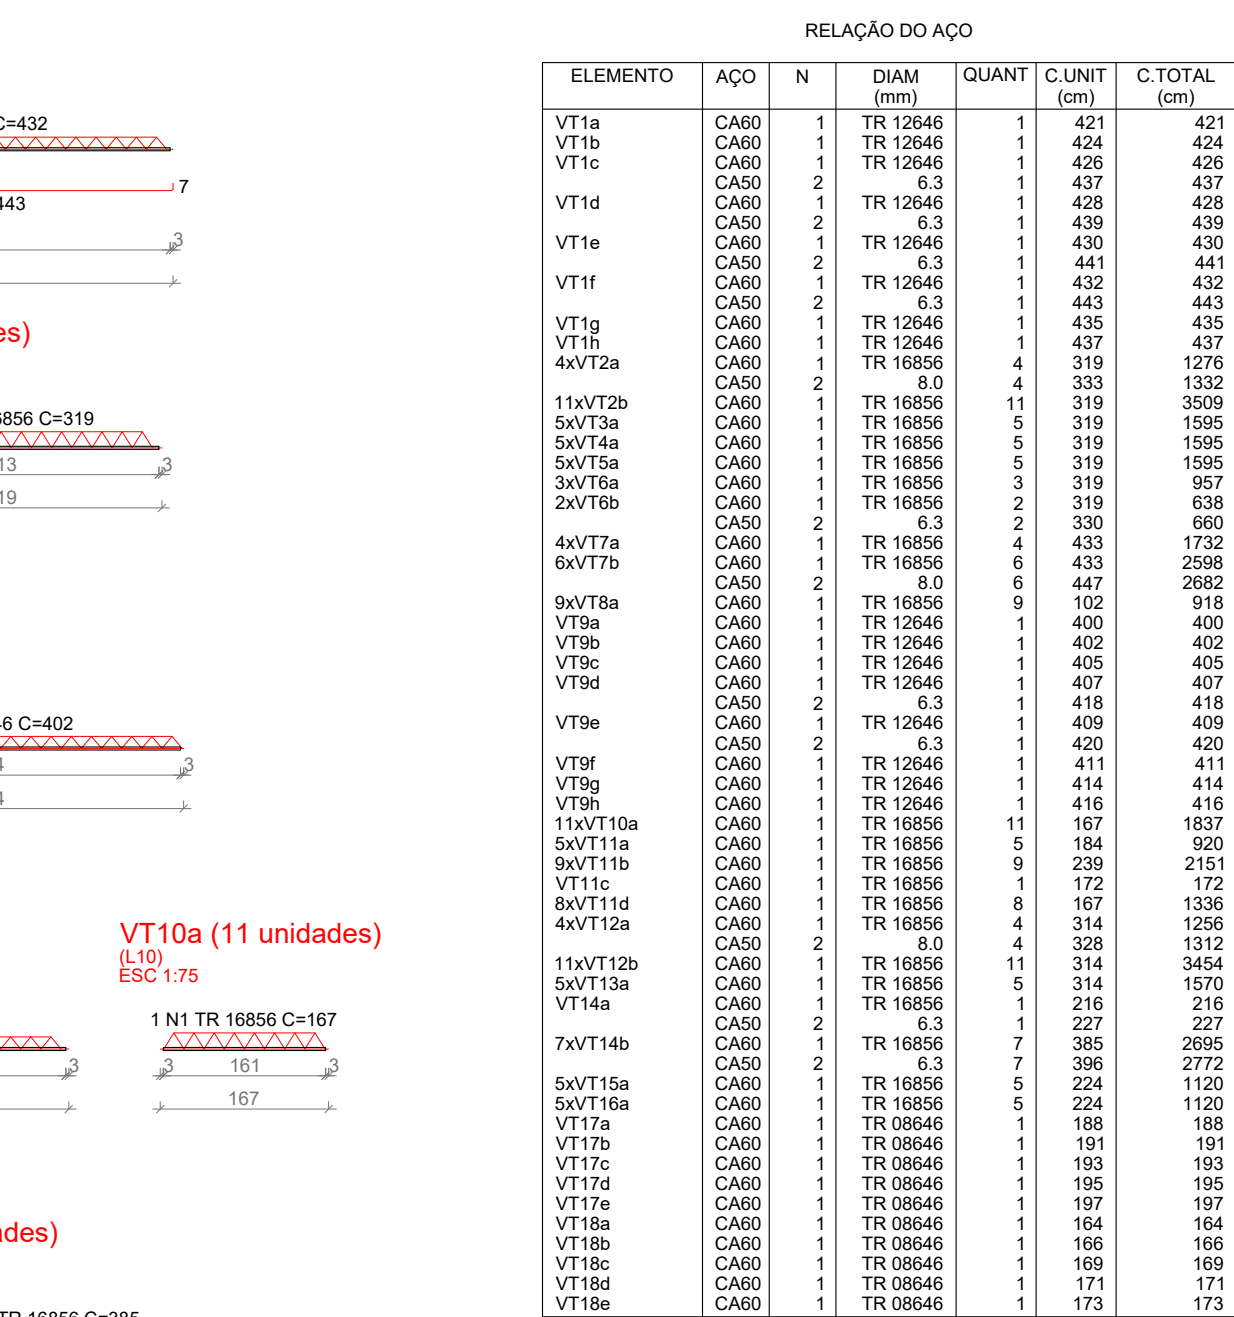 RELAÇÃO DO AÇO
ELEMENTO AÇO N DIAM (mm) QUANT C.UNIT (cm) C.TOTAL (cm)
VT1a CA60 1 TR 12646 1 421 421
VT1b CA60 1 TR 12646 1 424 424
VT1c CA60 1 TR 12646 1 426 426
CA50 2 6.3 1 437 437
VT1d CA60 1 TR 12646 1 428 428
CA50 2 6.3 1 439 439
VT1e CA60 1 TR 12646 1 430 430
CA50 2 6.3 1 441 441
VT1f CA60 1 TR 12646 1 432 432
CA50 2 6.3 1 443 443
VT1g CA60 1 TR 12646 1 435 435
VT1h CA60 1 TR 12646 1 437 437
4xVT2a CA60 1 TR 16856 4 319 1276
CA50 2 8.0 4 333 1332
11xVT2b CA60 1 TR 16856 11 319 3509
5xVT3a CA60 1 TR 16856 5 319 1595
5xVT4a CA60 1 TR 16856 5 319 1595
5xVT5a CA60 1 TR 16856 5 319 1595
3xVT6a CA60 1 TR 16856 3 319 957
2xVT6b CA60 1 TR 16856 2 319 638
CA50 2 6.3 2 330 660
4xVT7a CA60 1 TR 16856 4 433 1732
6xVT7b CA60 1 TR 16856 6 433 2598
CA50 2 8.0 6 447 2682
9xVT8a CA60 1 TR 16856 9 102 918
VT9a CA60 1 TR 12646 1 400 400
VT9b CA60 1 TR 12646 1 402 402
VT9c CA60 1 TR 12646 1 405 405
VT9d CA60 1 TR 12646 1 407 407
CA50 2 6.3 1 418 418
VT9e CA60 1 TR 12646 1 409 409
CA50 2 6.3 1 420 420
VT9f CA60 1 TR 12646 1 411 411
VT9g CA60 1 TR 12646 1 414 414
VT9h CA60 1 TR 12646 1 416 416
11xVT10a CA60 1 TR 16856 11 167 1837
5xVT11a CA60 1 TR 16856 5 184 920
9xVT11b CA60 1 TR 16856 9 239 2151
VT11c CA60 1 TR 16856 1 172 172
8xVT11d CA60 1 TR 16856 8 167 1336
4xVT12a CA60 1 TR 16856 4 314 1256
CA50 2 8.0 4 328 1312
11xVT12b CA60 1 TR 16856 11 314 3454
5xVT13a CA60 1 TR 16856 5 314 1570
VT14a CA60 1 TR 16856 1 216 216
CA50 2 6.3 1 227 227
7xVT14b CA60 1 TR 16856 7 385 2695
CA50 2 6.3 7 396 2772
5xVT15a CA60 1 TR 16856 5 224 1120
5xVT16a CA60 1 TR 16856 5 224 1120
VT17a CA60 1 TR 08646 1 188 188
VT17b CA60 1 TR 08646 1 191 191
VT17c CA60 1 TR 08646 1 193 193
VT17d CA60 1 TR 08646 1 195 195
VT17e CA60 1 TR 08646 1 197 197
VT18a CA60 1 TR 08646 1 164 164
VT18b CA60 1 TR 08646 1 166 166
VT18c CA60 1 TR 08646 1 169 169
VT18d CA60 1 TR 08646 1 171 171
VT18e CA60 1 TR 08646 1 173 173
C=432
7
443
3
es)
6856 C=319
13 3
19
46 C=402
4 3
4
VT10a (11 unidades)
(L10)
ESC 1:75
1 N1 TR 16856 C=167
3
3 161 3
167
ades)